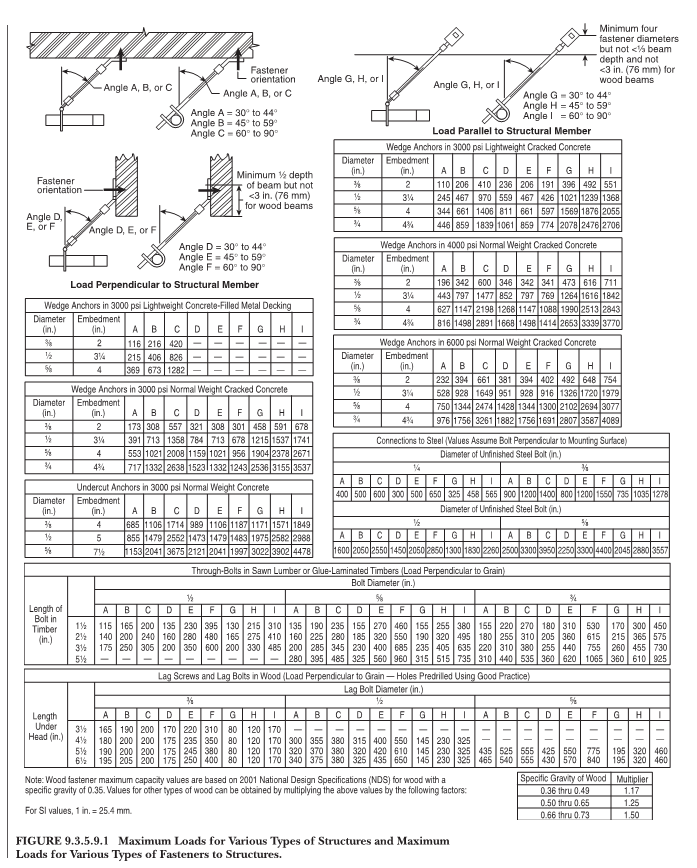 Fastener
orientation
Angle A, B, or C
Angle A, B, or C
Angle A = 30° to 44°
Angle B = 45° to 59°
Angle C = 60° to 90°
Fastener
orientation
Minimum ½ depth
of beam but not
<3 in. (76 mm)
for wood beams
Angle D,
E, or F
Angle D, E, or F
Angle D = 30° to 44°
Angle E = 45° to 59°
Angle F = 60° to 90°
Load Perpendicular to Structural Member
Wedge Anchors in 3000 psi Lightweight Concrete-Filled Metal Decking
Diameter (in.) Embedment (in.) A B C D E F G H I
⅜ 2 116 216 420 — — — — — —
½ 3¼ 215 406 826 — — — — — —
⅝ 4 369 673 1282 — — — — — —
Wedge Anchors in 3000 psi Normal Weight Cracked Concrete
Diameter (in.) Embedment (in.) A B C D E F G H I
⅜ 2 173 308 557 321 308 301 458 591 678
½ 3¼ 391 713 1358 784 713 678 1215 1537 1741
⅝ 4 553 1021 2008 1159 1021 956 1904 2378 2671
¾ 4¾ 717 1332 2638 1523 1332 1243 2536 3155 3537
Undercut Anchors in 3000 psi Normal Weight Concrete
Diameter (in.) Embedment (in.) A B C D E F G H I
⅜ 4 685 1106 1714 989 1106 1187 1171 1571 1849
½ 5 855 1479 2552 1473 1479 1483 1975 2582 2988
⅝ 7½ 1153 2041 3675 2121 2041 1997 3022 3902 4478
Minimum four
fastener diameters
but not <⅓ beam
depth and not
<3 in. (76 mm) for
wood beams
Angle G, H, or I
Angle G, H, or I
Angle G = 30° to 44°
Angle H = 45° to 59°
Angle I = 60° to 90°
Load Parallel to Structural Member
Wedge Anchors in 3000 psi Lightweight Cracked Concrete
Diameter (in.) Embedment (in.) A B C D E F G H I
⅜ 2 110 206 410 236 206 191 396 492 551
½ 3¼ 245 467 970 559 467 426 1021 1239 1368
⅝ 4 344 661 1406 811 661 597 1569 1876 2055
¾ 4¾ 446 859 1839 1061 859 774 2078 2476 2706
Wedge Anchors in 4000 psi Normal Weight Cracked Concrete
Diameter (in.) Embedment (in.) A B C D E F G H I
⅜ 2 196 342 600 346 342 341 473 616 711
½ 3¼ 443 797 1477 852 797 769 1264 1616 1842
⅝ 4 627 1147 2198 1268 1147 1088 1990 2513 2843
¾ 4¾ 816 1498 2891 1668 1498 1414 2653 3339 3770
Wedge Anchors in 6000 psi Normal Weight Cracked Concrete
Diameter (in.) Embedment (in.) A B C D E F G H I
⅜ 2 232 394 661 381 394 402 492 648 754
½ 3¼ 528 928 1649 951 928 916 1326 1720 1979
⅝ 4 750 1344 2474 1428 1344 1300 2102 2694 3077
¾ 4¾ 976 1756 3261 1882 1756 1691 2807 3587 4089
Connections to Steel (Values Assume Bolt Perpendicular to Mounting Surface)
Diameter of Unfinished Steel Bolt (in.)
¼ ⅜
A B C D E F G H I A B C D E F G H I
400 500 600 300 500 650 325 458 565 900 1200 1400 800 1200 1550 735 1035 1278
Diameter of Unfinished Steel Bolt (in.)
½ ⅝
A B C D E F G H I A B C D E F G H I
1600 2050 2550 1450 2050 2850 1300 1830 2260 2500 3300 3950 2250 3300 4400 2045 2880 3557
Through-Bolts in Sawn Lumber or Glue-Laminated Timbers (Load Perpendicular to Grain)
Bolt Diameter (in.)
½ ⅝ ¾
Length of Bolt in Timber (in.) A B C D E F G H I A B C D E F G H I A B C D E F G H I
1½ 115 165 200 135 230 395 130 215 310 135 190 235 155 270 460 155 255 380 155 220 270 180 310 530 170 300 450
2½ 140 200 240 160 280 480 165 275 410 160 225 280 185 320 550 190 320 495 180 255 310 205 360 615 215 365 575
3½ 175 250 305 200 350 600 200 330 485 200 285 345 230 400 685 235 405 635 220 310 380 255 440 755 260 455 730
5½ — — — — — — — — — 280 395 485 325 560 960 315 515 735 310 440 535 360 620 1065 360 610 925
Lag Screws and Lag Bolts in Wood (Load Perpendicular to Grain — Holes Predrilled Using Good Practice)
Lag Bolt Diameter (in.)
⅜ ½ ⅝
Length Under Head (in.) A B C D E F G H I A B C D E F G H I A B C D E F G H I
3½ 165 190 200 170 220 310 80 120 170 — — — — — — — — — — — — — — — — — —
4½ 180 200 200 175 235 350 80 120 170 300 355 380 315 400 550 145 230 325 — — — — — — — — —
5½ 190 200 200 175 245 380 80 120 170 320 370 380 320 420 610 145 230 325 435 525 555 425 550 775 195 320 460
6½ 195 205 200 175 250 400 80 120 170 340 375 380 325 435 650 145 230 325 465 540 555 430 570 840 195 320 460
Note: Wood fastener maximum capacity values are based on 2001 National Design Specifications (NDS) for wood with a
specific gravity of 0.35. Values for other types of wood can be obtained by multiplying the above values by the following factors:
For SI values, 1 in. = 25.4 mm.
Specific Gravity of Wood Multiplier
0.36 thru 0.49 1.17
0.50 thru 0.65 1.25
0.66 thru 0.73 1.50
FIGURE 9.3.5.9.1 Maximum Loads for Various Types of Structures and Maximum
Loads for Various Types of Fasteners to Structures.